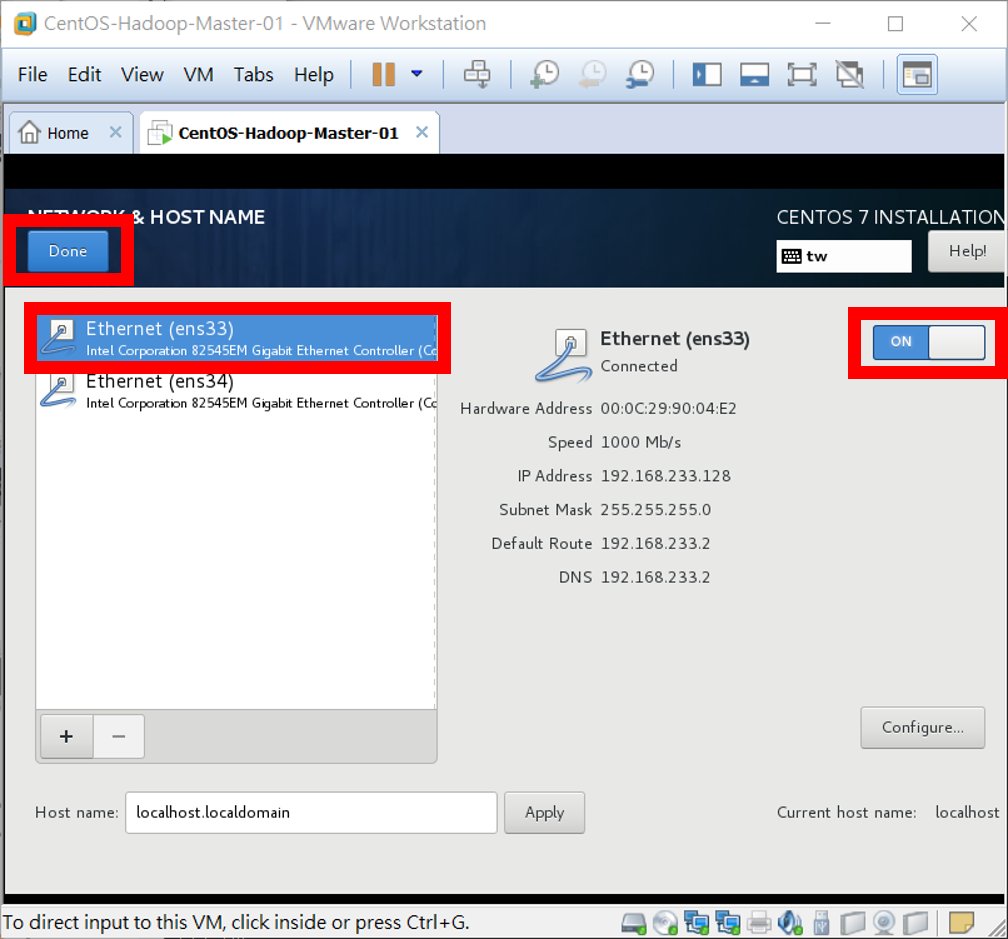 CentOS-Hadoop-Master-01 - VMware Workstation
File Edit View VM Tabs Help
Home
CentOS-Hadoop-Master-01
NETWORK & HOST NAME
CENTOS 7 INSTALLATION
Done
tw
Help!
Ethernet (ens33)
Intel Corporation 82545EM Gigabit Ethernet Controller (Co
Ethernet (ens34)
Intel Corporation 82545EM Gigabit Ethernet Controller (Co
Ethernet (ens33)
Connected
ON
Hardware Address 00:0C:29:90:04:E2
Speed 1000 Mb/s
IP Address 192.168.233.128
Subnet Mask 255.255.255.0
Default Route 192.168.233.2
DNS 192.168.233.2
+ −
Configure...
Host name: localhost.localdomain Apply
Current host name: localhost
To direct input to this VM, click inside or press Ctrl+G.